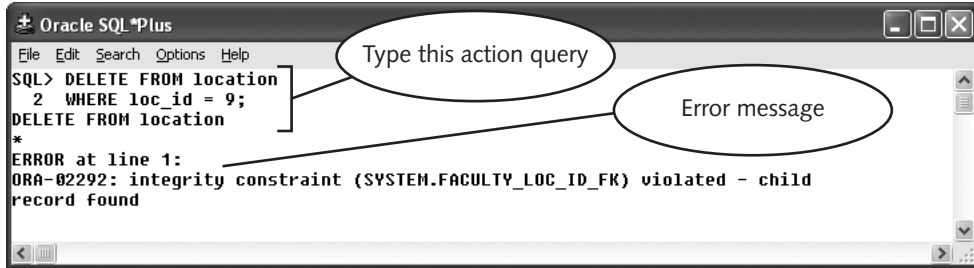 Oracle SQL*Plus
File Edit Search Options Help
Type this action query
SQL> DELETE FROM location
2 WHERE loc_id = 9;
DELETE FROM location
*
Error message
ERROR at line 1:
ORA-02292: integrity constraint (SYSTEM.FACULTY_LOC_ID_FK) violated - child
record found